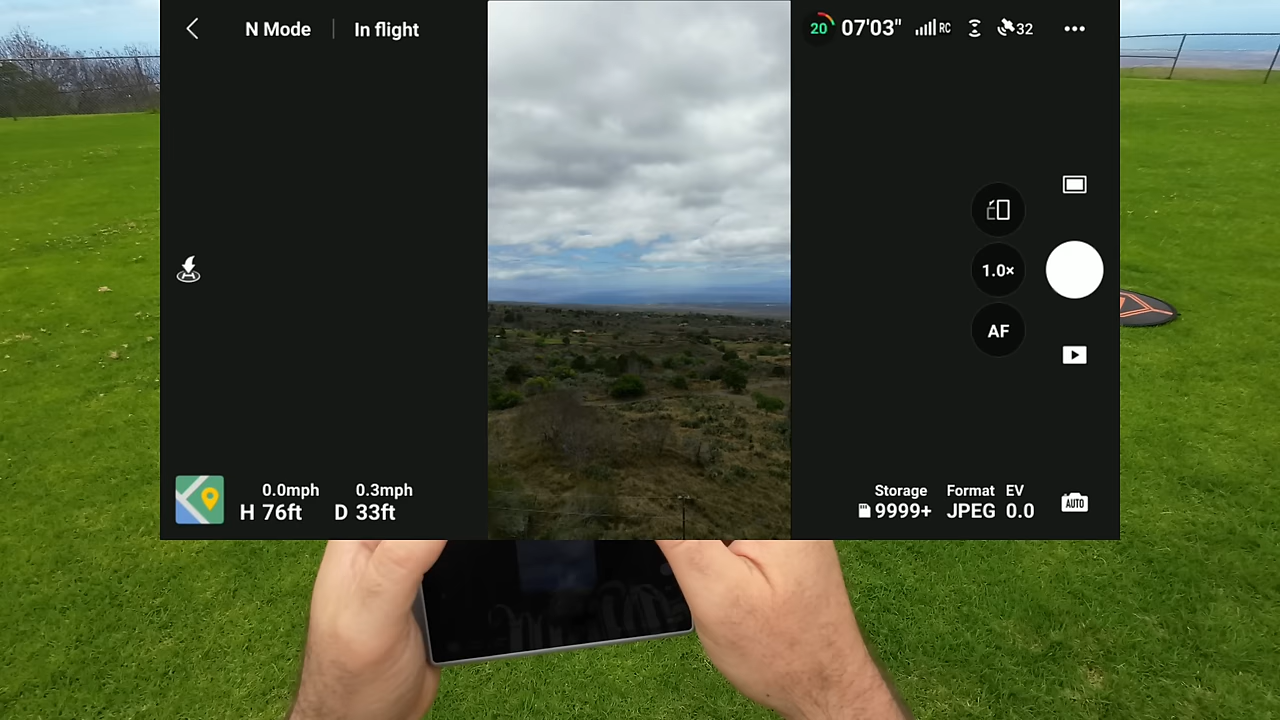 N Mode
In flight
20
07'03"
RC
32
1.0×
AF
0.0mph
0.3mph
H 76ft
D 33ft
Storage
Format
EV
9999+
JPEG
0.0
AUTO